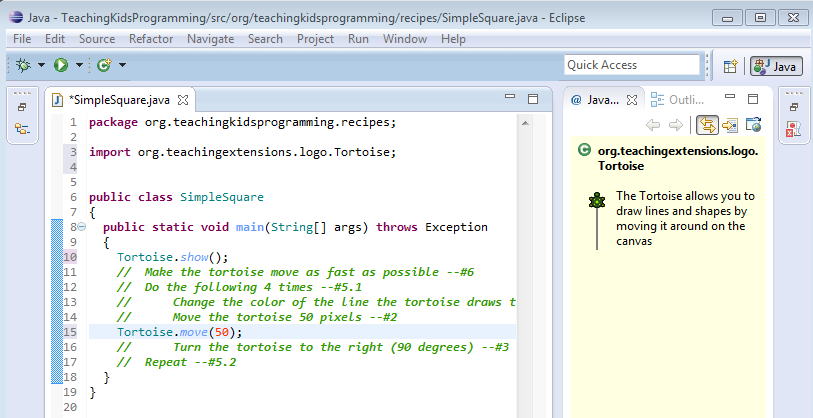 Java - TeachingKidsProgramming/src/org/teachingkidsprogramming/recipes/SimpleSquare.java - Eclipse
File Edit Source Refactor Navigate Search Project Run Window Help
Quick Access
Java
*SimpleSquare.java
1 package org.teachingkidsprogramming.recipes;
2
3 import org.teachingextensions.logo.Tortoise;
4
5
6 public class SimpleSquare
7 {
8 public static void main(String[] args) throws Exception
9 {
10 Tortoise.show();
11 // Make the tortoise move as fast as possible --#6
12 // Do the following 4 times --#5.1
13 // Change the color of the line the tortoise draws t
14 // Move the tortoise 50 pixels --#2
15 Tortoise.move(50);
16 // Turn the tortoise to the right (90 degrees) --#3
17 // Repeat --#5.2
18 }
19 }
20
@ Java... Outli...
org.teachingextensions.logo.
Tortoise
The Tortoise allows you to
draw lines and shapes by
moving it around on the
canvas